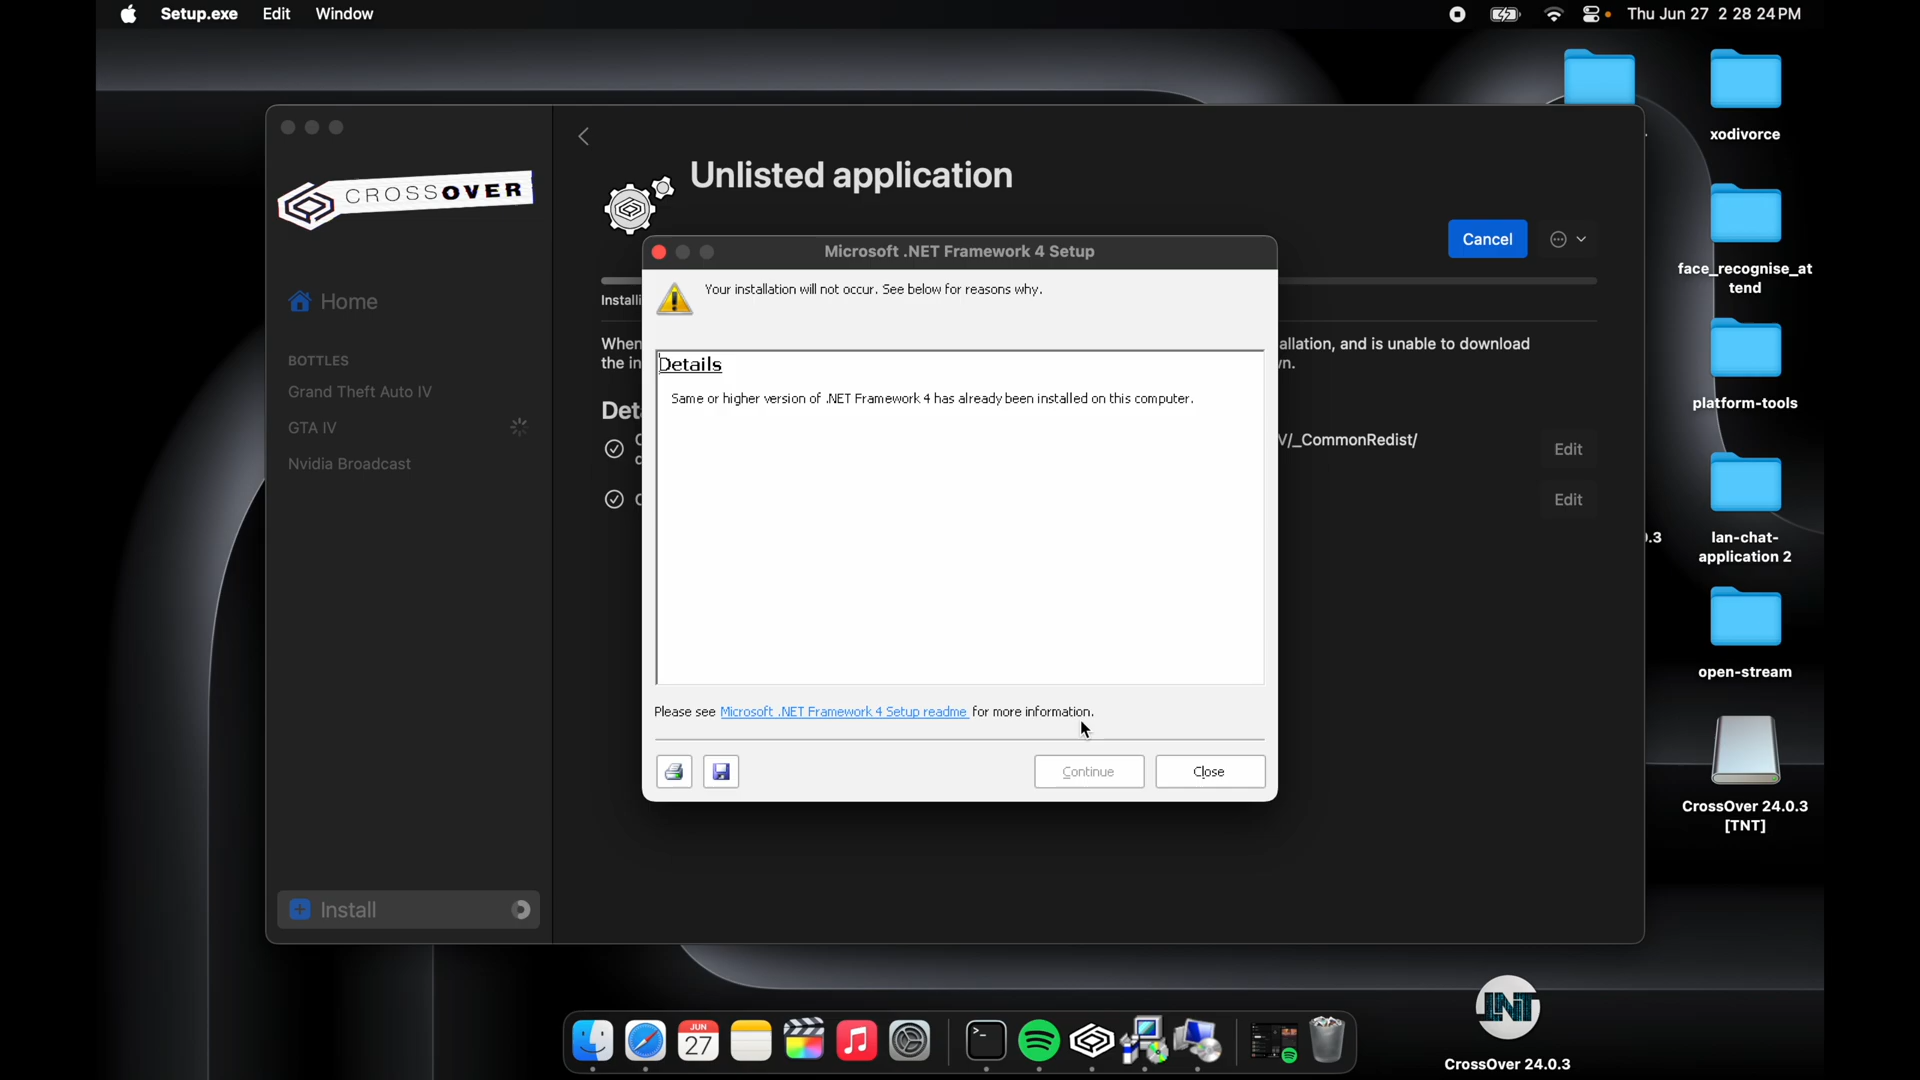 Setup.exe Edit Window
Thu Jun 27 2 28 24 PM
xodivorce
face_recognise_at
tend
platform-tools
lan-chat-
application 2
open-stream
CrossOver 24.0.3
[TNT]
CROSSOVER
Home
BOTTLES
Grand Theft Auto IV
GTA IV
Nvidia Broadcast
Install
Unlisted application
Cancel
Installi
When
allation, and is unable to download
the in
Det
V/_CommonRedist/
Edit
Edit
Microsoft .NET Framework 4 Setup
Your installation will not occur. See below for reasons why.
Details
Same or higher version of .NET Framework 4 has already been installed on this computer.
Please see Microsoft .NET Framework 4 Setup readme for more information.
Continue
Close
JUN
27
TNT
CrossOver 24.0.3